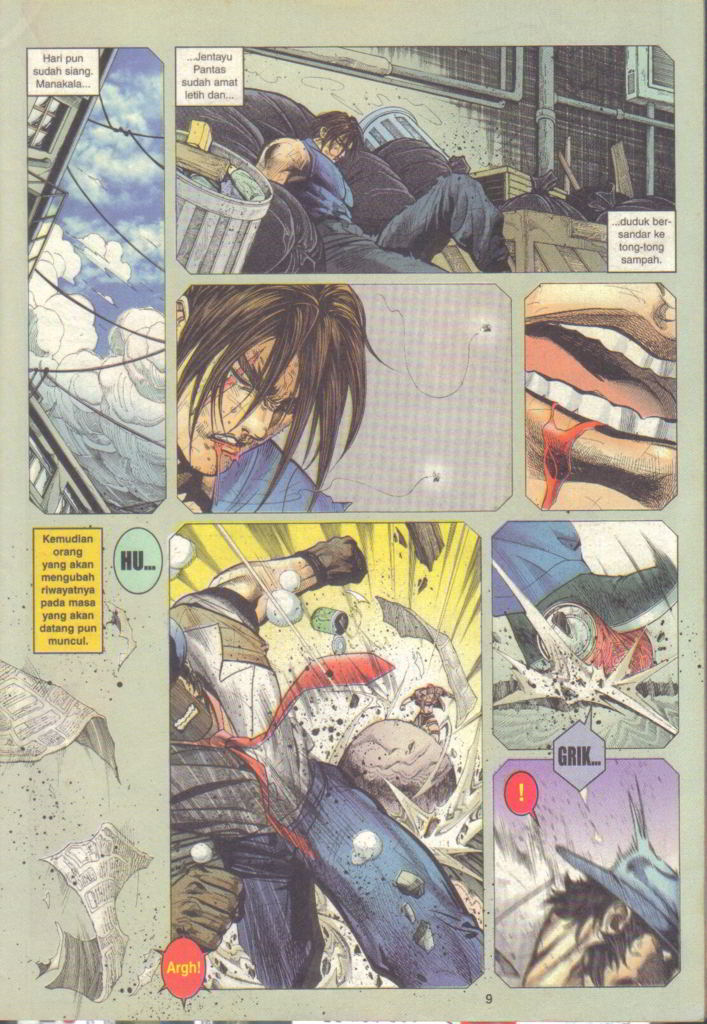 Hari pun
sudah siang.
Manakala...
...Jentayu
Pantas
sudah amat
letih dan...
...duduk ber-
sandar ke
tong-tong
sampah.
Kemudian
orang
yang akan
mengubah
riwayatnya
pada masa
yang akan
datang pun
muncul.
HU...
Argh!
GRIK...
!
9